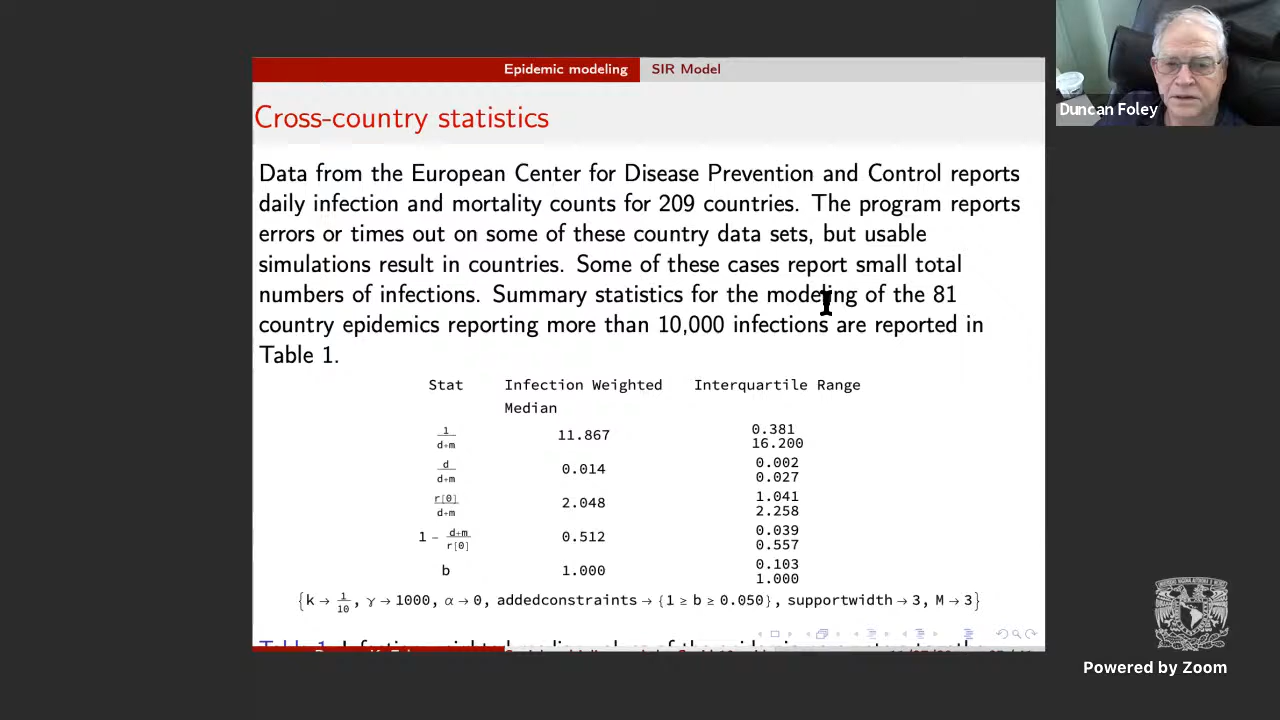 Epidemic modeling SIR Model
Cross-country statistics
Data from the European Center for Disease Prevention and Control reports
daily infection and mortality counts for 209 countries. The program reports
errors or times out on some of these country data sets, but usable
simulations result in countries. Some of these cases report small total
numbers of infections. Summary statistics for the modeling of the 81
country epidemics reporting more than 10,000 infections are reported in
Table 1.
Stat Infection Weighted Interquartile Range
Median
1/(d+m) 11.867 0.381
16.200
d/(d+m) 0.014 0.002
0.027
r[0]/(d+m) 2.048 1.041
2.258
1 - (d+m)/r[0] 0.512 0.039
0.557
b 1.000 0.103
1.000
{k → 1/10, γ → 1000, α → 0, addedconstraints → {1 ≥ b ≥ 0.050}, supportwidth → 3, M → 3}
Duncan Foley
Powered by Zoom